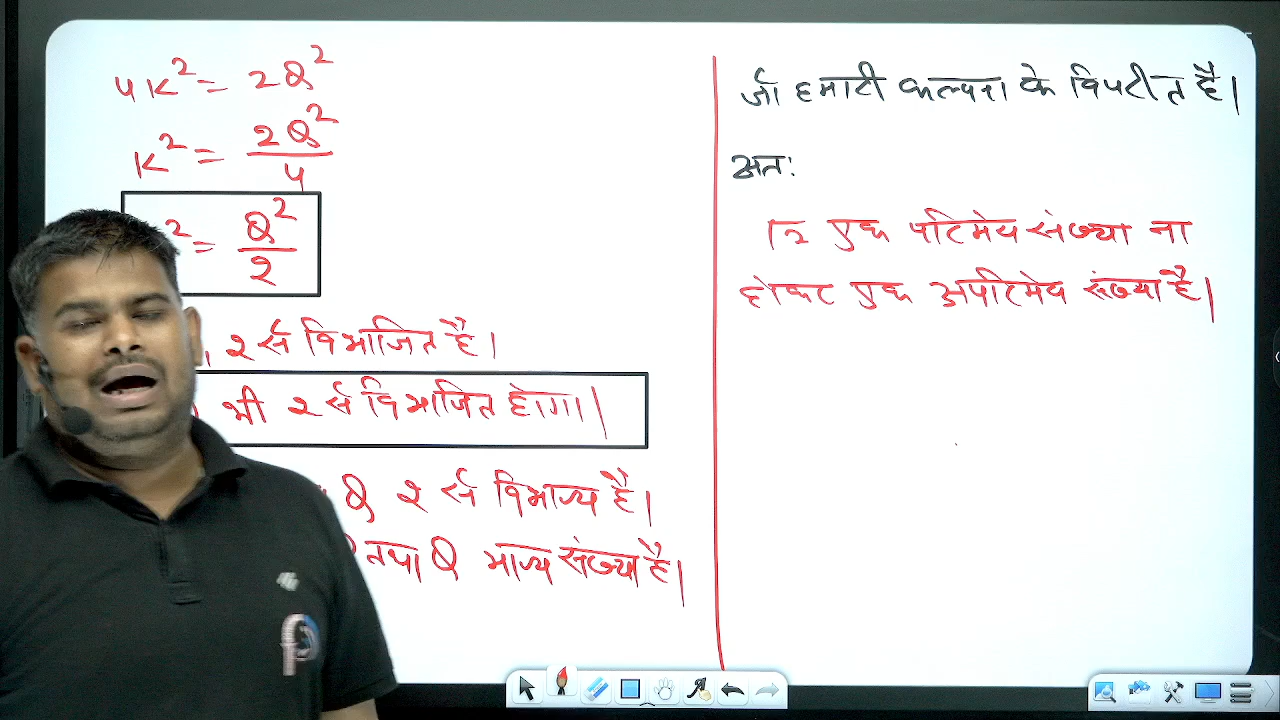 4K² = 2Q²
K² = 2Q²/4
² = Q²/2
, 2 से विभाजित है।
भी 2 से विभाजित होगा।
Q 2 से विभाज्य है।
तथा Q भाज्य संख्या है।
जो हमारी कल्पना के विपरीत है।
अतः
√2 एक परिमेय संख्या ना
होकर एक अपरिमेय संख्या है।